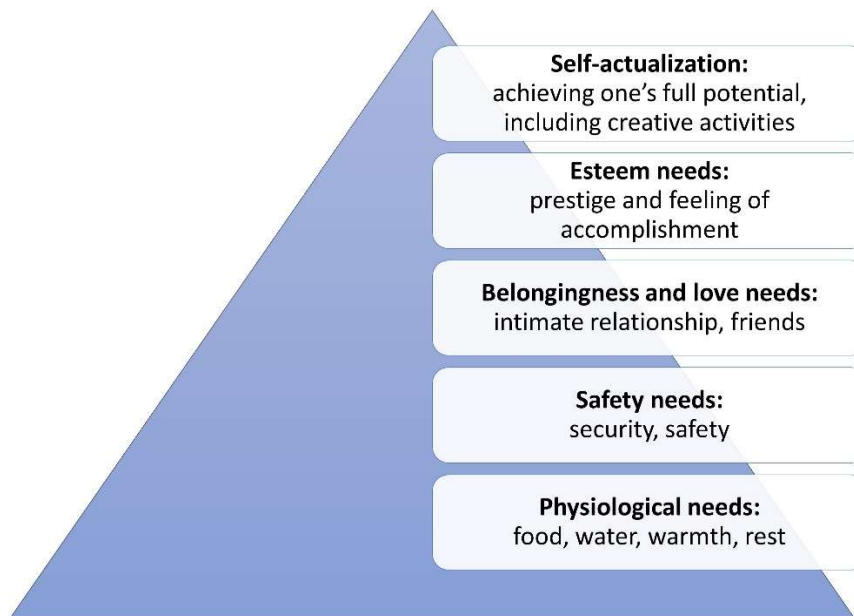 Self-actualization:
achieving one’s full potential,
including creative activities
Esteem needs:
prestige and feeling of
accomplishment
Belongingness and love needs:
intimate relationship, friends
Safety needs:
security, safety
Physiological needs:
food, water, warmth, rest